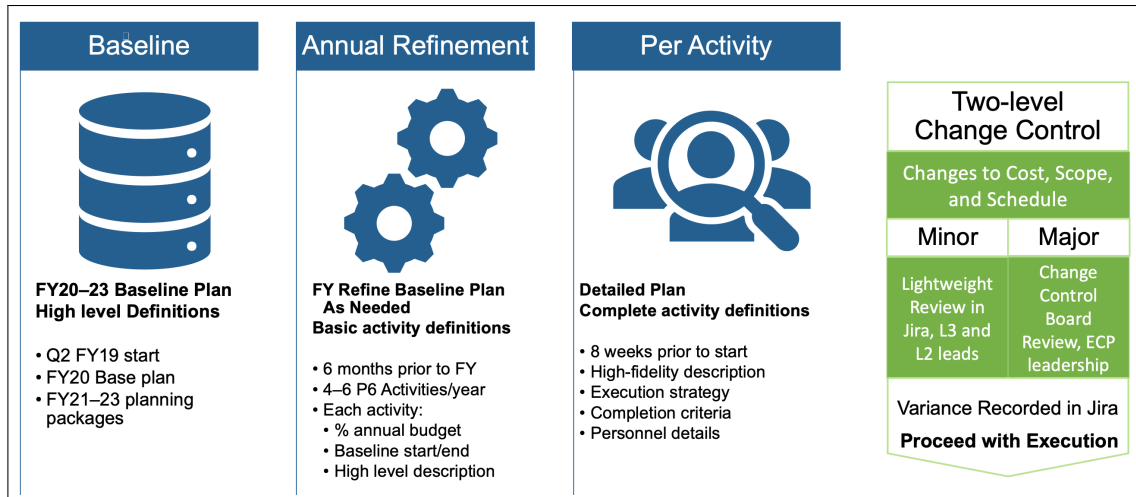 Baseline
FY20–23 Baseline Plan
High level Definitions
• Q2 FY19 start
• FY20 Base plan
• FY21–23 planning
packages
Annual Refinement
FY Refine Baseline Plan
As Needed
Basic activity definitions
• 6 months prior to FY
• 4–6 P6 Activities/year
• Each activity:
• % annual budget
• Baseline start/end
• High level description
Per Activity
Detailed Plan
Complete activity definitions
• 8 weeks prior to start
• High-fidelity description
• Execution strategy
• Completion criteria
• Personnel details
Two-level
Change Control
Changes to Cost, Scope,
and Schedule
Minor
Lightweight
Review in
Jira, L3 and
L2 leads
Major
Change
Control
Board
Review, ECP
leadership
Variance Recorded in Jira
Proceed with Execution